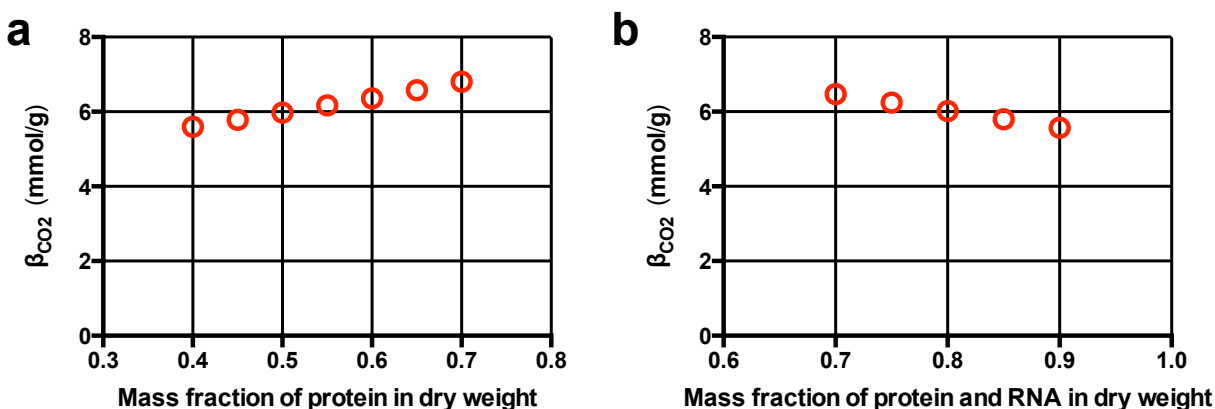 a
8
6
4
2
0
βCO2 (mmol/g)
0.3 0.4 0.5 0.6 0.7 0.8
Mass fraction of protein in dry weight
b
8
6
4
2
0
βCO2 (mmol/g)
0.6 0.7 0.8 0.9 1.0
Mass fraction of protein and RNA in dry weight